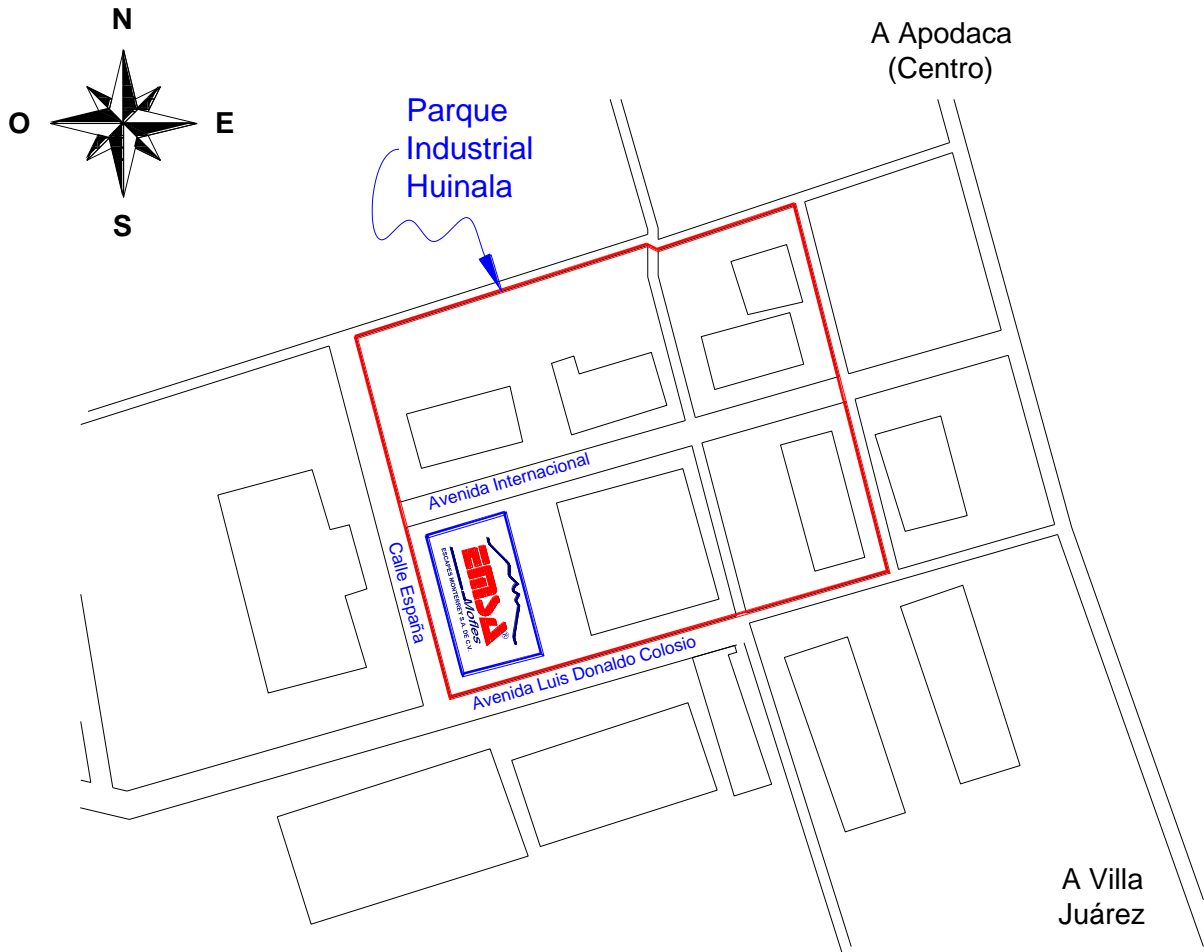 N
A Apodaca
(Centro)
O
E
S
Parque
Industrial
Huinala
Avenida Internacional
Calle España
EMSA®
Mofles
ESCAPES MONTERREY S.A. DE C.V.
Avenida Luis Donaldo Colosio
A Villa
Juárez